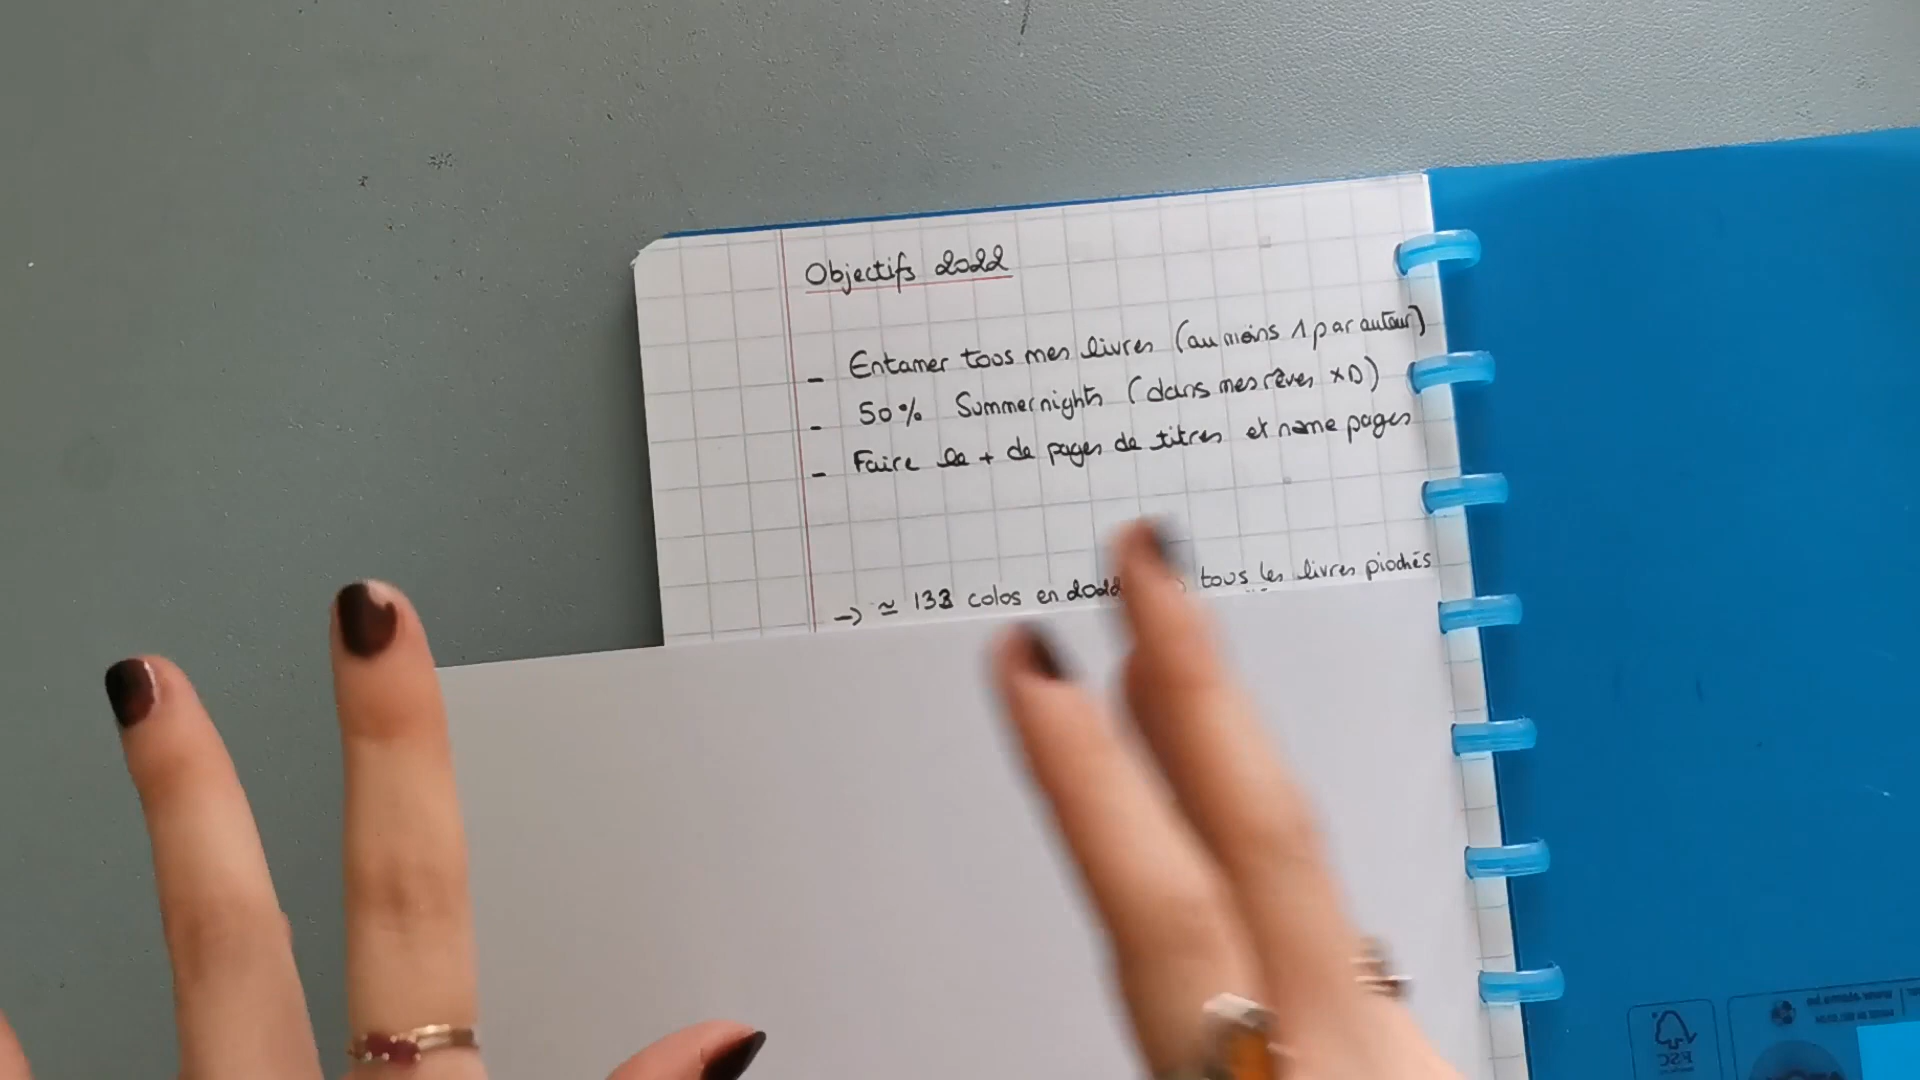 Objectifs 2022
- Entamer tous mes livres (au moins 1 par auteur)
- 50% Summernights (dans mes rêves XD)
- Faire le + de pages de titres et name pages
-> ≃ 133 colos en 2022 tous les livres piochés
FSC